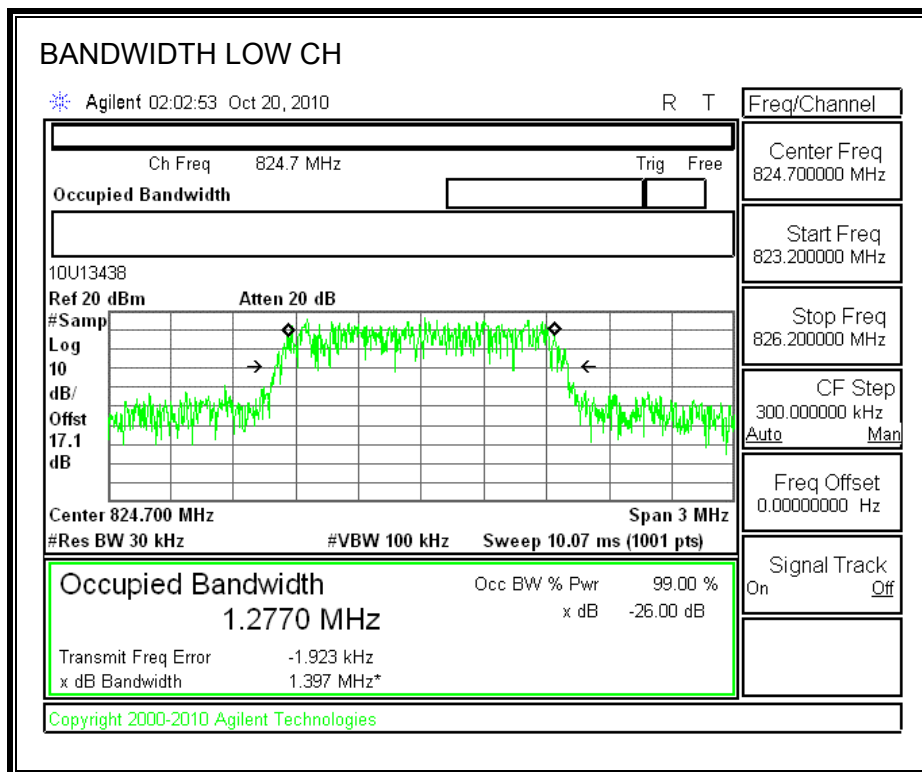 BANDWIDTH LOW CH
Agilent 02:02:53 Oct 20, 2010 R T
Freq/Channel
Ch Freq 824.7 MHz Trig Free
Occupied Bandwidth
Center Freq
824.700000 MHz
Start Freq
823.200000 MHz
Stop Freq
826.200000 MHz
CF Step
300.000000 kHz
Auto Man
Freq Offset
0.00000000 Hz
Signal Track
On Off
10U13438
Ref 20 dBm Atten 20 dB
#Samp
Log
10
dB/
Offst
17.1
dB
Center 824.700 MHz Span 3 MHz
#Res BW 30 kHz #VBW 100 kHz Sweep 10.07 ms (1001 pts)
Occupied Bandwidth Occ BW % Pwr 99.00 %
1.2770 MHz x dB -26.00 dB
Transmit Freq Error -1.923 kHz
x dB Bandwidth 1.397 MHz*
Copyright 2000-2010 Agilent Technologies